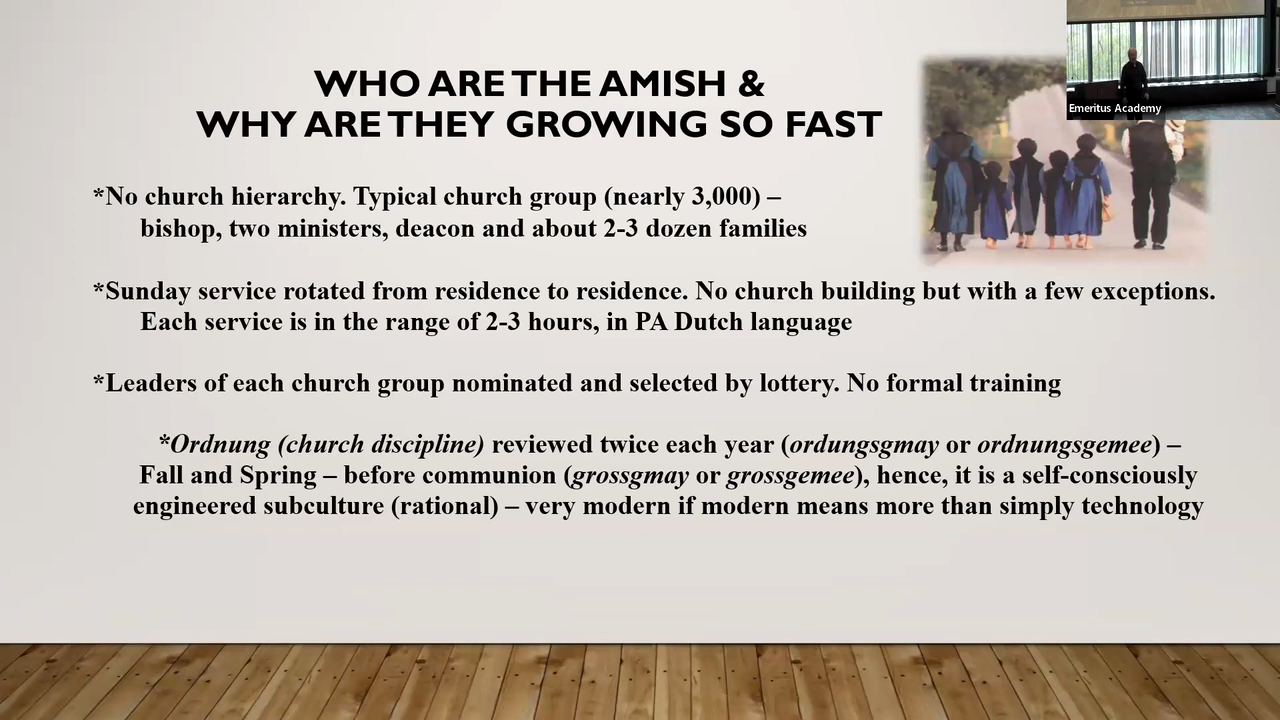 WHO ARE THE AMISH &
WHY ARE THEY GROWING SO FAST
Emeritus Academy
*No church hierarchy. Typical church group (nearly 3,000) –
bishop, two ministers, deacon and about 2-3 dozen families
*Sunday service rotated from residence to residence. No church building but with a few exceptions.
Each service is in the range of 2-3 hours, in PA Dutch language
*Leaders of each church group nominated and selected by lottery. No formal training
*Ordnung (church discipline) reviewed twice each year (ordungsgmay or ordnungsgemee) –
Fall and Spring – before communion (grossgmay or grossgemee), hence, it is a self-consciously
engineered subculture (rational) – very modern if modern means more than simply technology